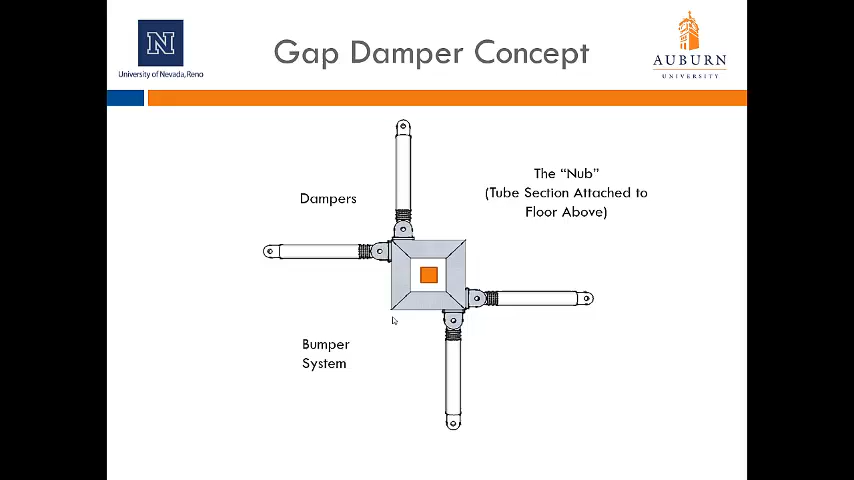 N
University of Nevada, Reno
Gap Damper Concept
AUBURN
UNIVERSITY
Dampers
The “Nub”
(Tube Section Attached to
Floor Above)
Bumper
System